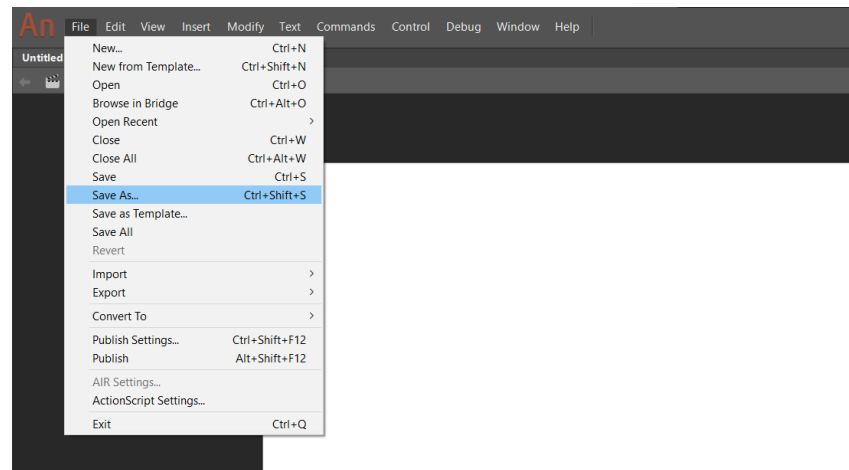 An File Edit View Insert Modify Text Commands Control Debug Window Help
Untitled
New... Ctrl+N
New from Template... Ctrl+Shift+N
Open Ctrl+O
Browse in Bridge Ctrl+Alt+O
Open Recent
Close Ctrl+W
Close All Ctrl+Alt+W
Save Ctrl+S
Save As... Ctrl+Shift+S
Save as Template...
Save All
Revert
Import
Export
Convert To
Publish Settings... Ctrl+Shift+F12
Publish Alt+Shift+F12
AIR Settings...
ActionScript Settings...
Exit Ctrl+Q